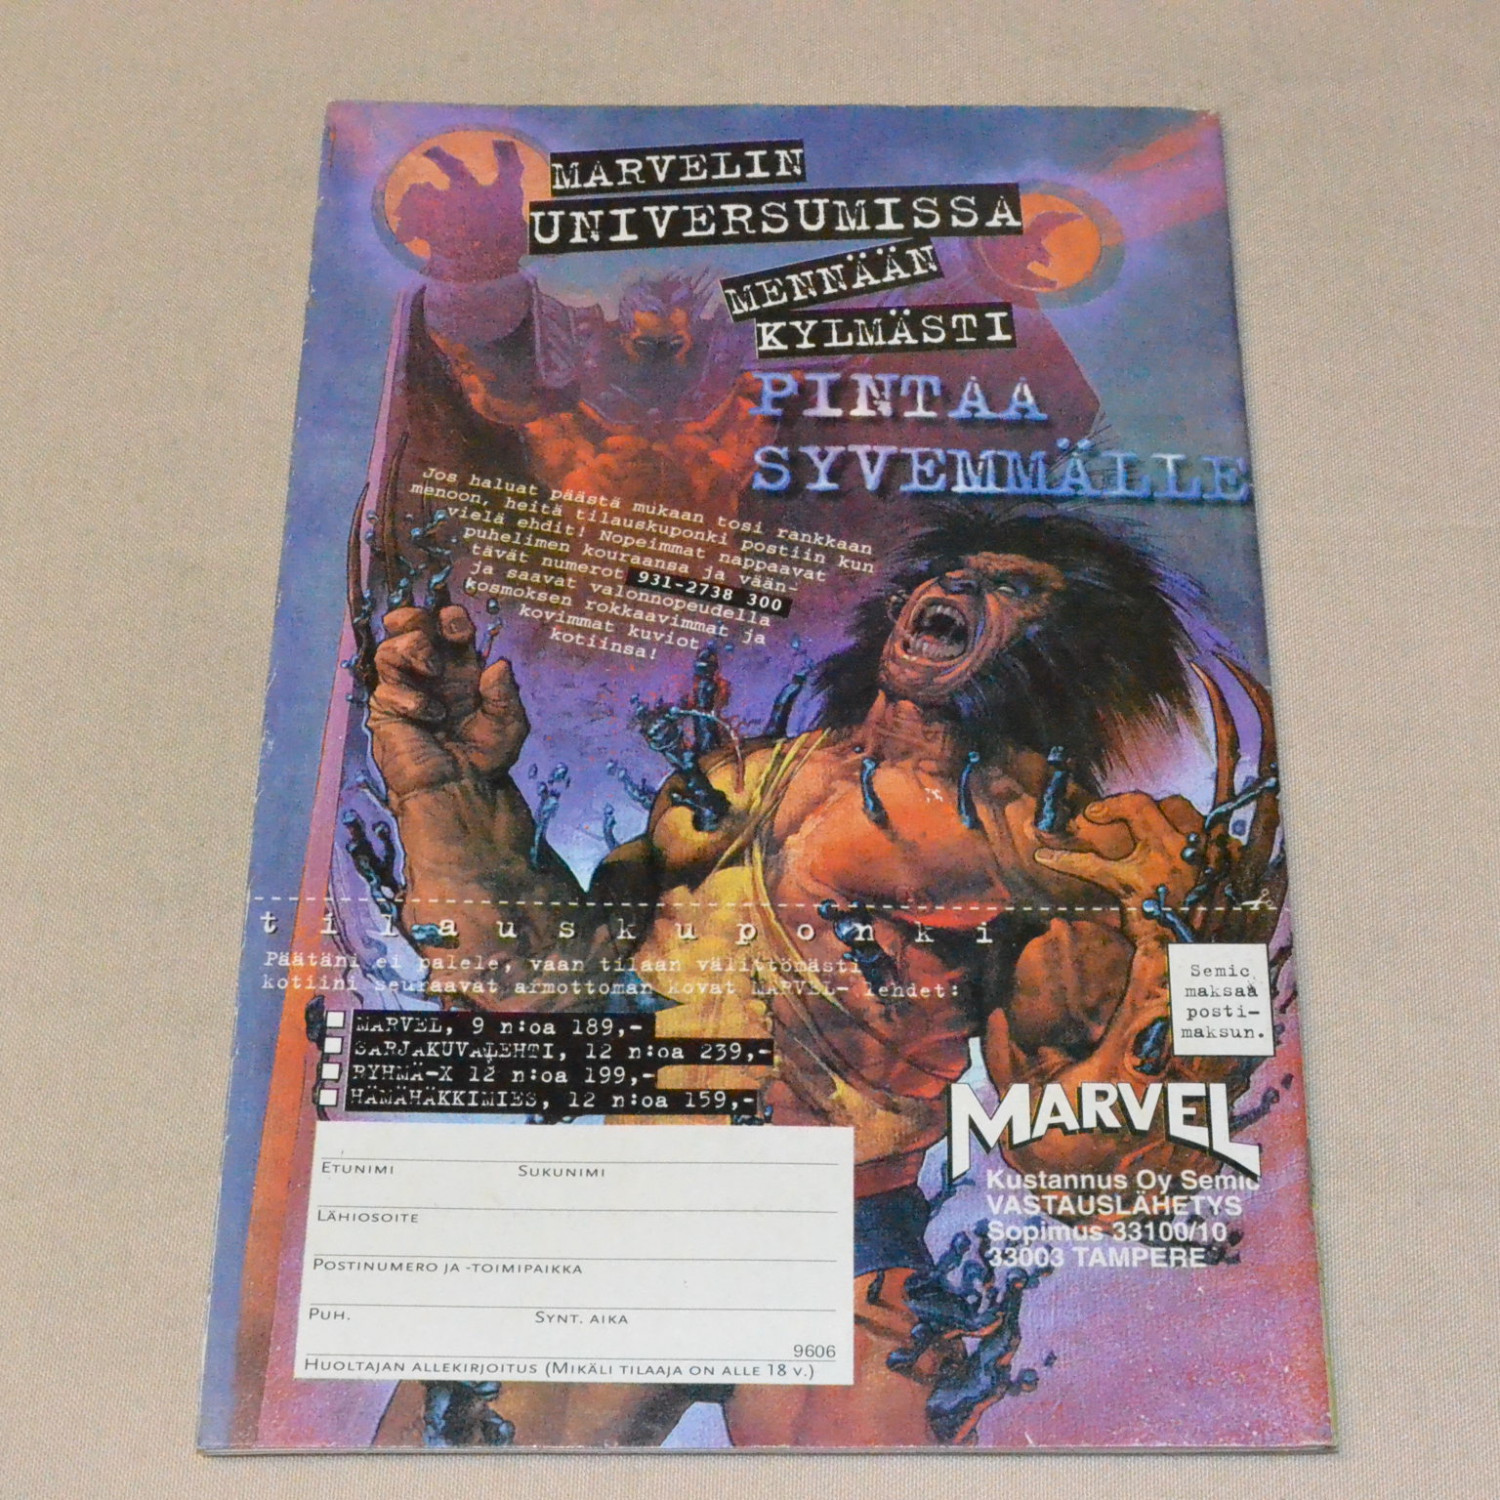 MARVELIN
UNIVERSUMISSA
MENNÄÄN
KYLMÄSTI
PINTAA
SYVEMMÄLLE
Jos haluat päästä mukaan tosi rankkaan
menoon, heitä tilauskuponki postiin kun
vielä ehdit! Nopeimmat nappaavat
puhelimen kouraansa ja vään-
tävät numerot 931-2738 300
ja saavat valonnopeudella
kosmoksen rokkaavimmat ja
kovimmat kuviot
kotiinsa!
tilauskuponki
Päätäni ei palele, vaan tilaan välittömästi
kotiini seuraavat armottoman kovat MARVEL- lehdet:
MARVEL, 9 n:oa 189,-
SARJAKUVALEHTI, 12 n:oa 239,-
RYHMÄ-X 12 n:oa 199,-
HÄMÄHÄKKIMIES, 12 n:oa 159,-
Semic
maksaa
posti-
maksun.
MARVEL
Kustannus Oy Semic
VASTAUSLÄHETYS
Sopimus 33100/10
33003 TAMPERE
ETUNIMI SUKUNIMI
LÄHIOSOITE
POSTINUMERO JA -TOIMIPAIKKA
PUH. SYNT. AIKA
9606
HUOLTAJAN ALLEKIRJOITUS (MIKÄLI TILAAJA ON ALLE 18 V.)